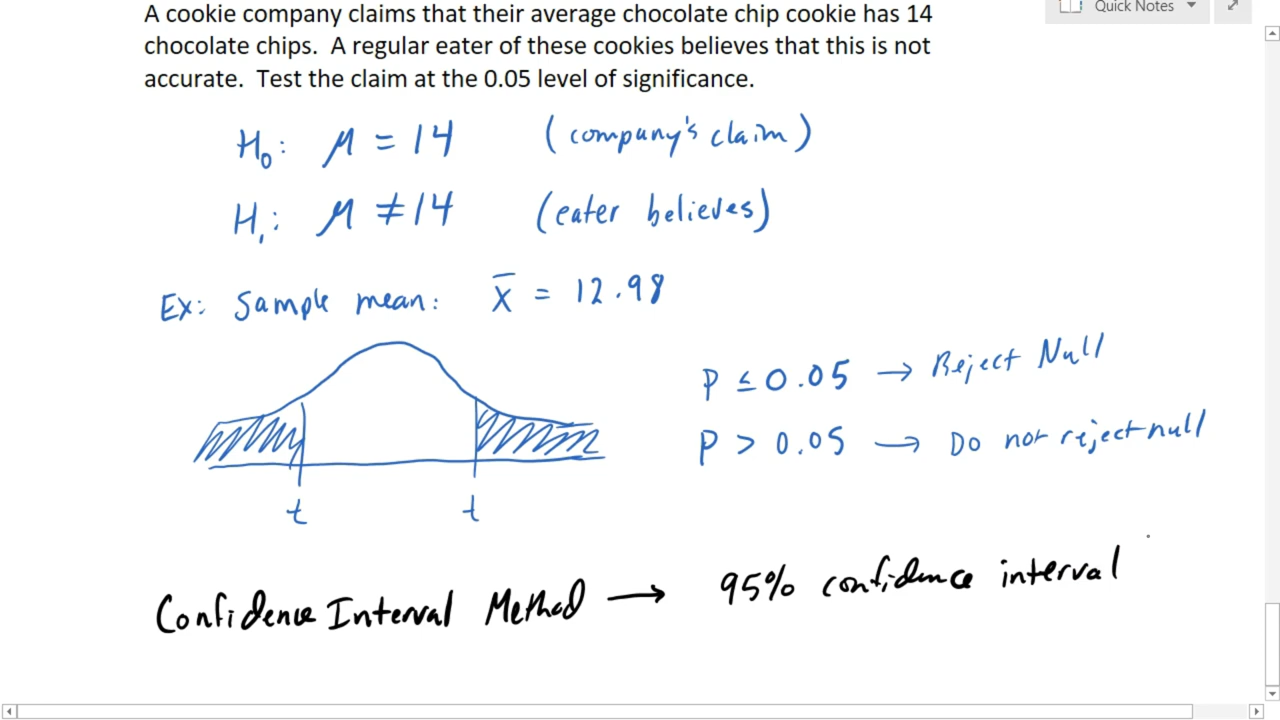 Quick Notes
A cookie company claims that their average chocolate chip cookie has 14
chocolate chips.  A regular eater of these cookies believes that this is not
accurate.  Test the claim at the 0.05 level of significance.
H₀: μ = 14 (company's claim)
H₁: μ ≠ 14 (eater believes)
Ex: Sample mean: x̄ = 12.98
P ≤ 0.05 → Reject Null
P > 0.05 → Do not reject null
t t
Confidence Interval Method → 95% confidence interval